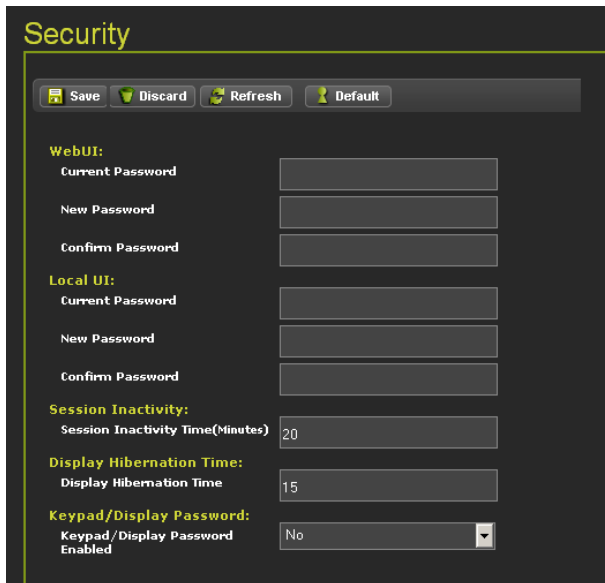 Security
Save Discard Refresh Default
WebUI:
Current Password
New Password
Confirm Password
Local UI:
Current Password
New Password
Confirm Password
Session Inactivity:
Session Inactivity Time(Minutes) 20
Display Hibernation Time:
Display Hibernation Time 15
Keypad/Display Password:
Keypad/Display Password No
Enabled